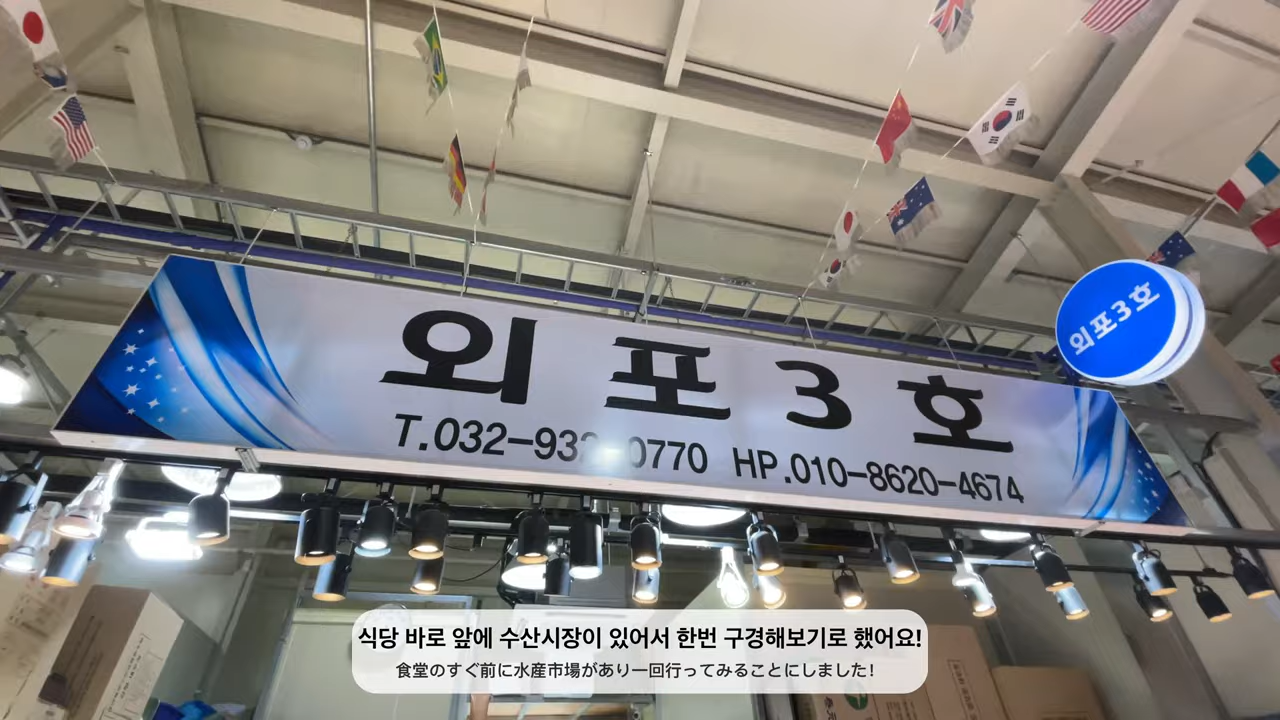 외포3호
외포3호
T.032-932-0770 HP.010-8620-4674
식당 바로 앞에 수산시장이 있어서 한번 구경해보기로 했어요!
食堂のすぐ前に水産市場があり一回行ってみることにしました!